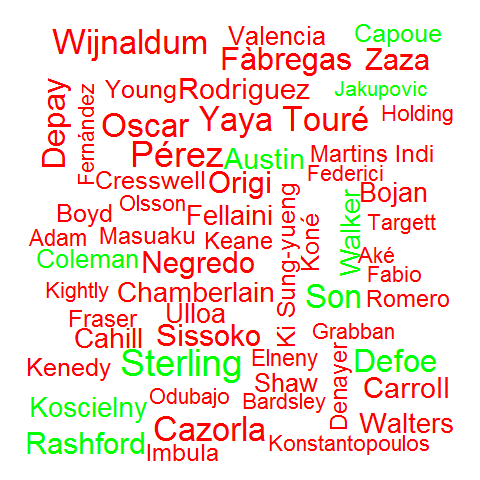 Wijnaldum Valencia Capoue
Fàbregas Zaza
Depay Fernández Young Rodriguez Jakupovic
Oscar Yaya Touré Holding
Pérez Austin Martins Indi
Cresswell Origi Federici
Olsson Ki Sung-yueng Koné Walker Bojan
Boyd Fellaini Targett
Adam Masuaku Keane Aké
Coleman Negredo Fabio
Kightly Chamberlain Son Romero
Fraser Ulloa
Cahill Sissoko Grabban
Kenedy Sterling Elneny Denayer Defoe
Shaw Carroll
Koscielny Odubajo Bardsley
Rashford Cazorla Walters
Imbula Konstantopoulos